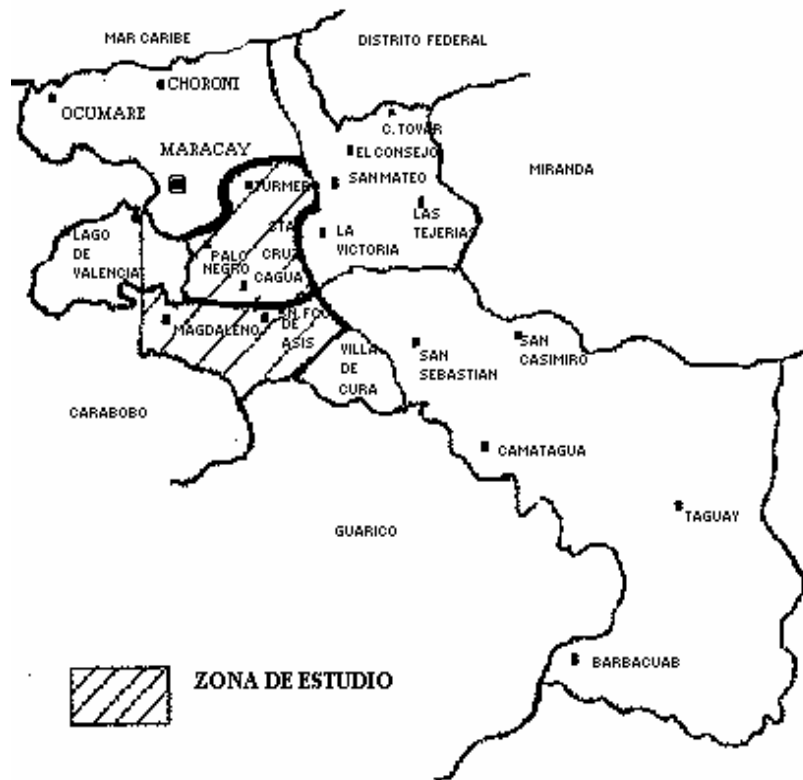 MAR CARIBE
DISTRITO FEDERAL
CHORONI
OCUMARE
C. TOVAR
MARACAY
EL CONSEJO
MIRANDA
TURMERO
SAN MATEO
LAS
TEJERIAS
STA
CRUZ
LA
VICTORIA
LAGO
DE
VALENCIA
PALO
NEGRO
CAGUA
MAGDALENO
SN FCO
DE
ASIS
VILLA
DE
CURA
SAN
SEBASTIAN
SAN
CASIMIRO
CARABOBO
CAMATAGUA
TAGUAY
GUARICO
BARBACUAB
ZONA DE ESTUDIO